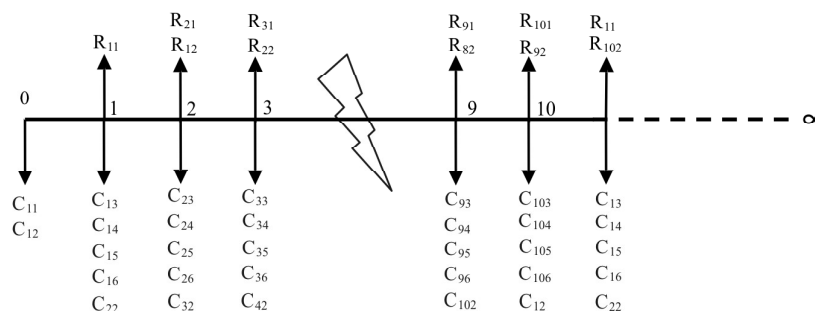 R₂₁ R₃₁ R₉₁ R₁₀₁ R₁₁
R₁₁ R₁₂ R₂₂ R₈₂ R₉₂ R₁₀₂
0 1 2 3 9 10 ∞
C₁₁ C₁₃ C₂₃ C₃₃ C₉₃ C₁₀₃ C₁₃
C₁₂ C₁₄ C₂₄ C₃₄ C₉₄ C₁₀₄ C₁₄
C₁₅ C₂₅ C₃₅ C₉₅ C₁₀₅ C₁₅
C₁₆ C₂₆ C₃₆ C₉₆ C₁₀₆ C₁₆
C₂₂ C₃₂ C₄₂ C₁₀₂ C₁₂ C₂₂